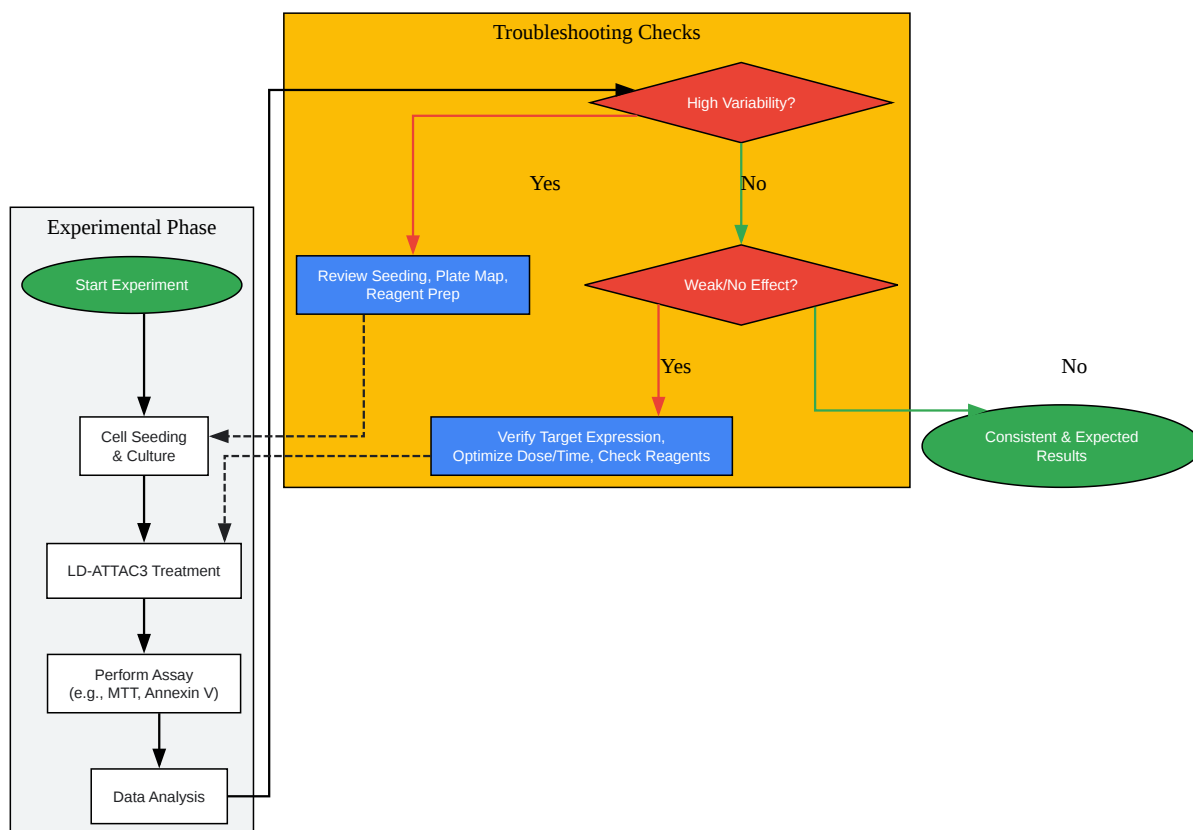 Troubleshooting Checks
High Variability?
Yes
No
Experimental Phase
Start Experiment
Review Seeding, Plate Map,
Reagent Prep
Weak/No Effect?
Yes
No
Cell Seeding
& Culture
Verify Target Expression,
Optimize Dose/Time, Check Reagents
Consistent & Expected
Results
LD-ATTAC3 Treatment
Perform Assay
(e.g., MTT, Annexin V)
Data Analysis